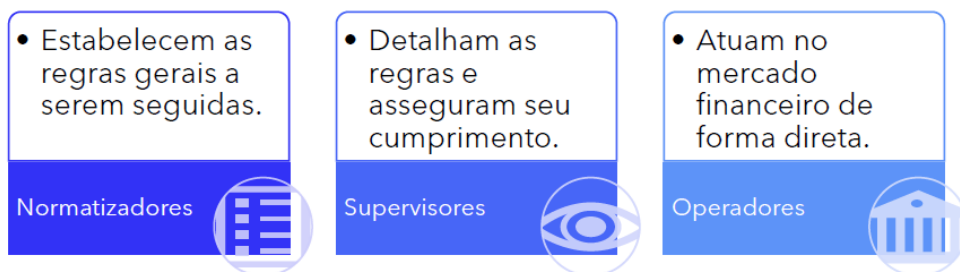 • Estabelecem as
regras gerais a
serem seguidas.
Normatizadores
• Detalham as
regras e
asseguram seu
cumprimento.
Supervisores
• Atuam no
mercado
financeiro de
forma direta.
Operadores